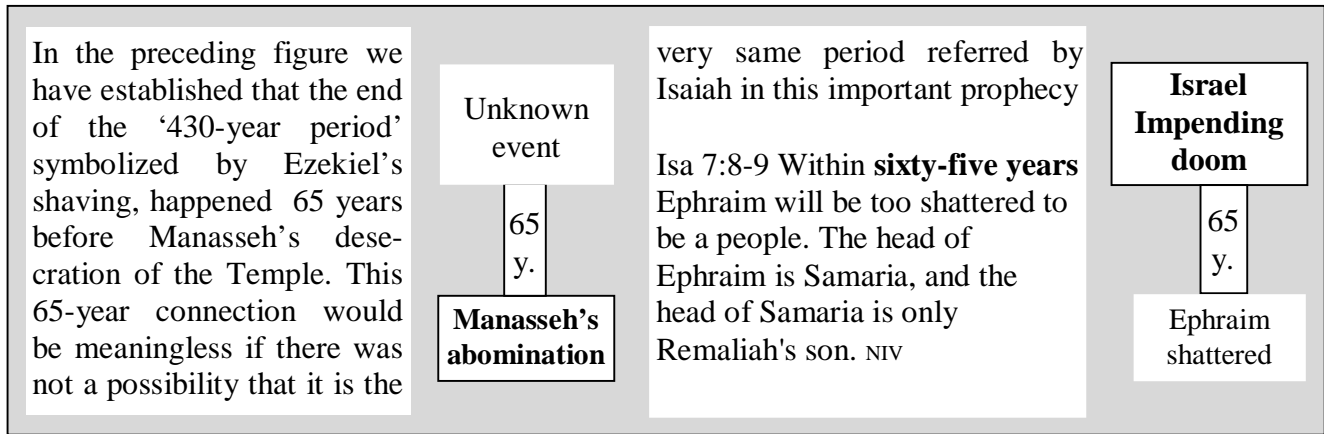 In the preceding figure we
have established that the end
of the ‘430-year period’
symbolized by Ezekiel’s
shaving, happened 65 years
before Manasseh’s dese-
cration of the Temple. This
65-year connection would
be meaningless if there was
not a possibility that it is the
Unknown
event
65
y.
Manasseh’s
abomination
very same period referred by
Isaiah in this important prophecy
Isa 7:8-9 Within sixty-five years
Ephraim will be too shattered to
be a people. The head of
Ephraim is Samaria, and the
head of Samaria is only
Remaliah's son. NIV
Israel
Impending
doom
65
y.
Ephraim
shattered